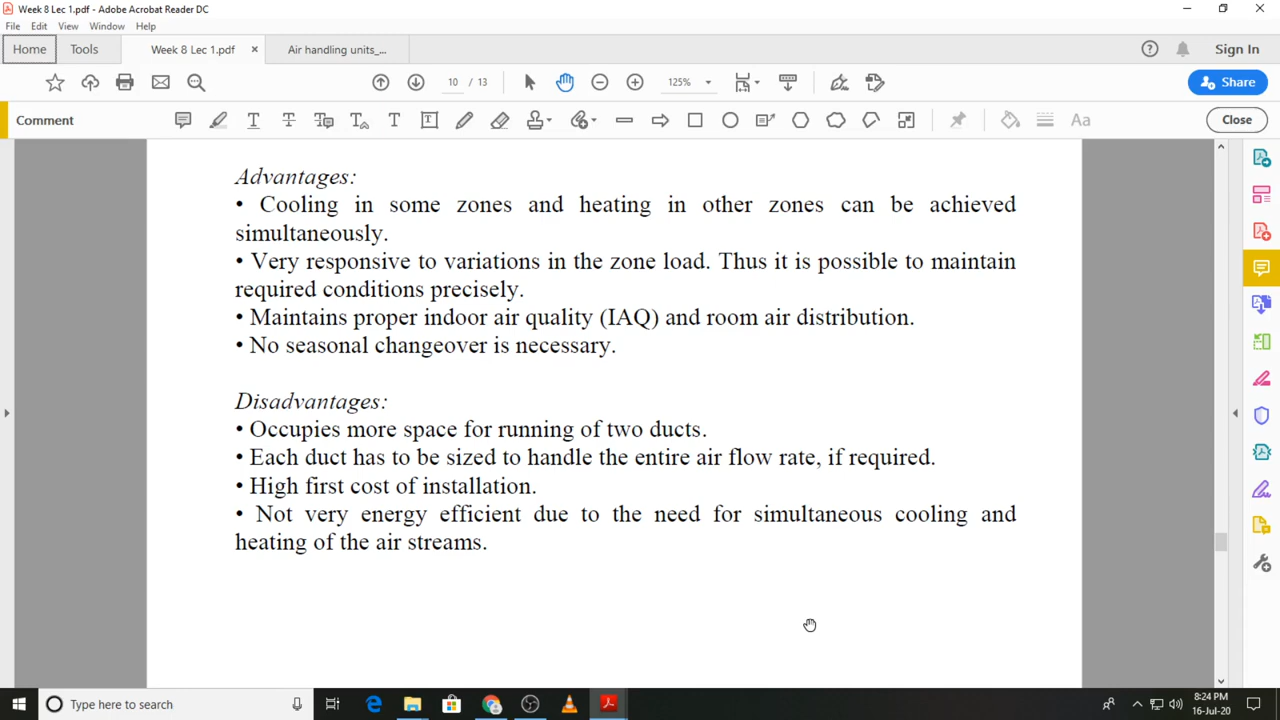 Week 8 Lec 1.pdf - Adobe Acrobat Reader DC
File Edit View Window Help
Home Tools Week 8 Lec 1.pdf × Air handling units_... Sign In
10 / 13 125% Share
Comment Aa Close
Advantages:
• Cooling in some zones and heating in other zones can be achieved
simultaneously.
• Very responsive to variations in the zone load. Thus it is possible to maintain
required conditions precisely.
• Maintains proper indoor air quality (IAQ) and room air distribution.
• No seasonal changeover is necessary.
Disadvantages:
• Occupies more space for running of two ducts.
• Each duct has to be sized to handle the entire air flow rate, if required.
• High first cost of installation.
• Not very energy efficient due to the need for simultaneous cooling and
heating of the air streams.
Type here to search
8:24 PM
16-Jul-20